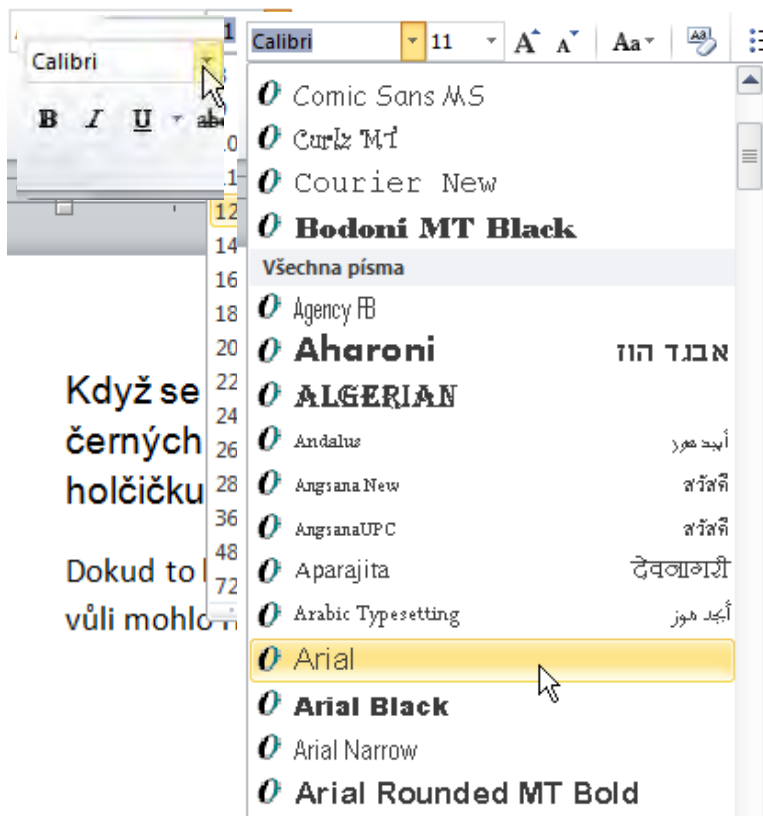 Calibri
B I U abc
Calibri 11 A A Aa
Comic Sans MS
Curlz MT
Courier New
Bodoni MT Black
Všechna písma
Agency FB
Aharoni אבגד הוז
ALGERIAN
Andalus أبجد هوز
Angsana New สวัสดี
AngsanaUPC สวัสดี
Aparajita देवनागरी
Arabic Typesetting أبجد هوز
Arial
Arial Black
Arial Narrow
Arial Rounded MT Bold
12
14
16
18
20
22
24
26
28
36
48
72
Když se
černých
holčičku
Dokud to
vůli mohlo